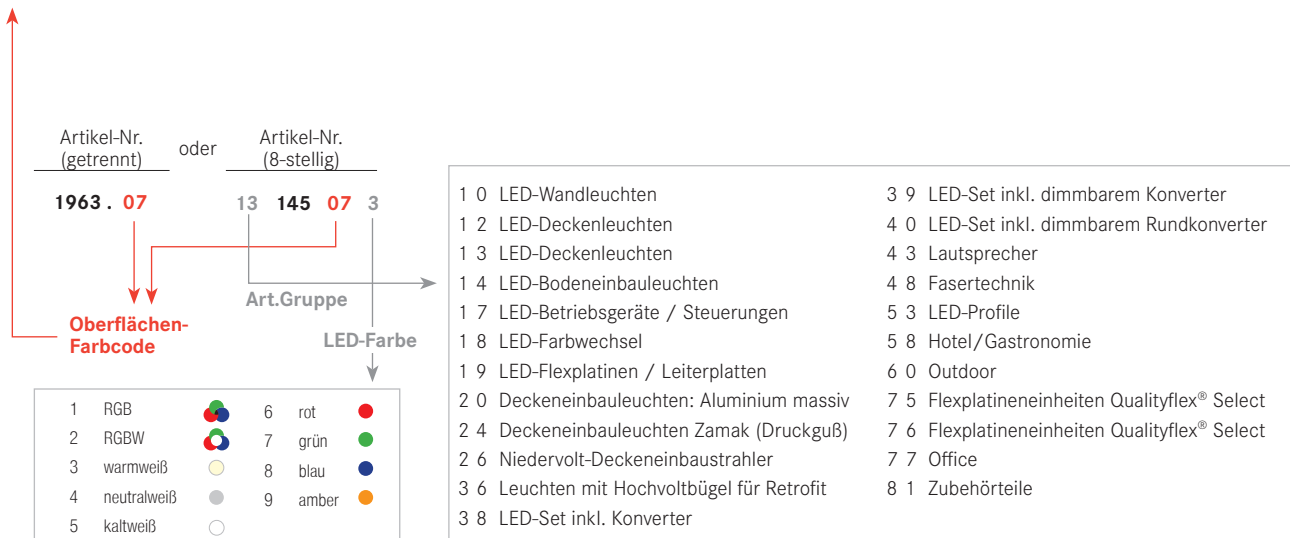 Artikel-Nr.
(getrennt)
oder
Artikel-Nr.
(8-stellig)
1963. 07
13 145 07 3
Art.Gruppe
Oberflächen-
Farbcode
LED-Farbe
1 RGB
2 RGBW
3 warmweiß
4 neutralweiß
5 kaltweiß
6 rot
7 grün
8 blau
9 amber
1 0 LED-Wandleuchten
1 2 LED-Deckenleuchten
1 3 LED-Deckenleuchten
1 4 LED-Bodeneinbauleuchten
1 7 LED-Betriebsgeräte / Steuerungen
1 8 LED-Farbwechsel
1 9 LED-Flexplatinen / Leiterplatten
2 0 Deckeneinbauleuchten: Aluminium massiv
2 4 Deckeneinbauleuchten Zamak (Druckguß)
2 6 Niedervolt-Deckeneinbaustrahler
3 6 Leuchten mit Hochvoltbügel für Retrofit
3 8 LED-Set inkl. Konverter
3 9 LED-Set inkl. dimmbarem Konverter
4 0 LED-Set inkl. dimmbarem Rundkonverter
4 3 Lautsprecher
4 8 Fasertechnik
5 3 LED-Profile
5 8 Hotel/Gastronomie
6 0 Outdoor
7 5 Flexplatineneinheiten Qualityflex® Select
7 6 Flexplatineneinheiten Qualityflex® Select
7 7 Office
8 1 Zubehörteile